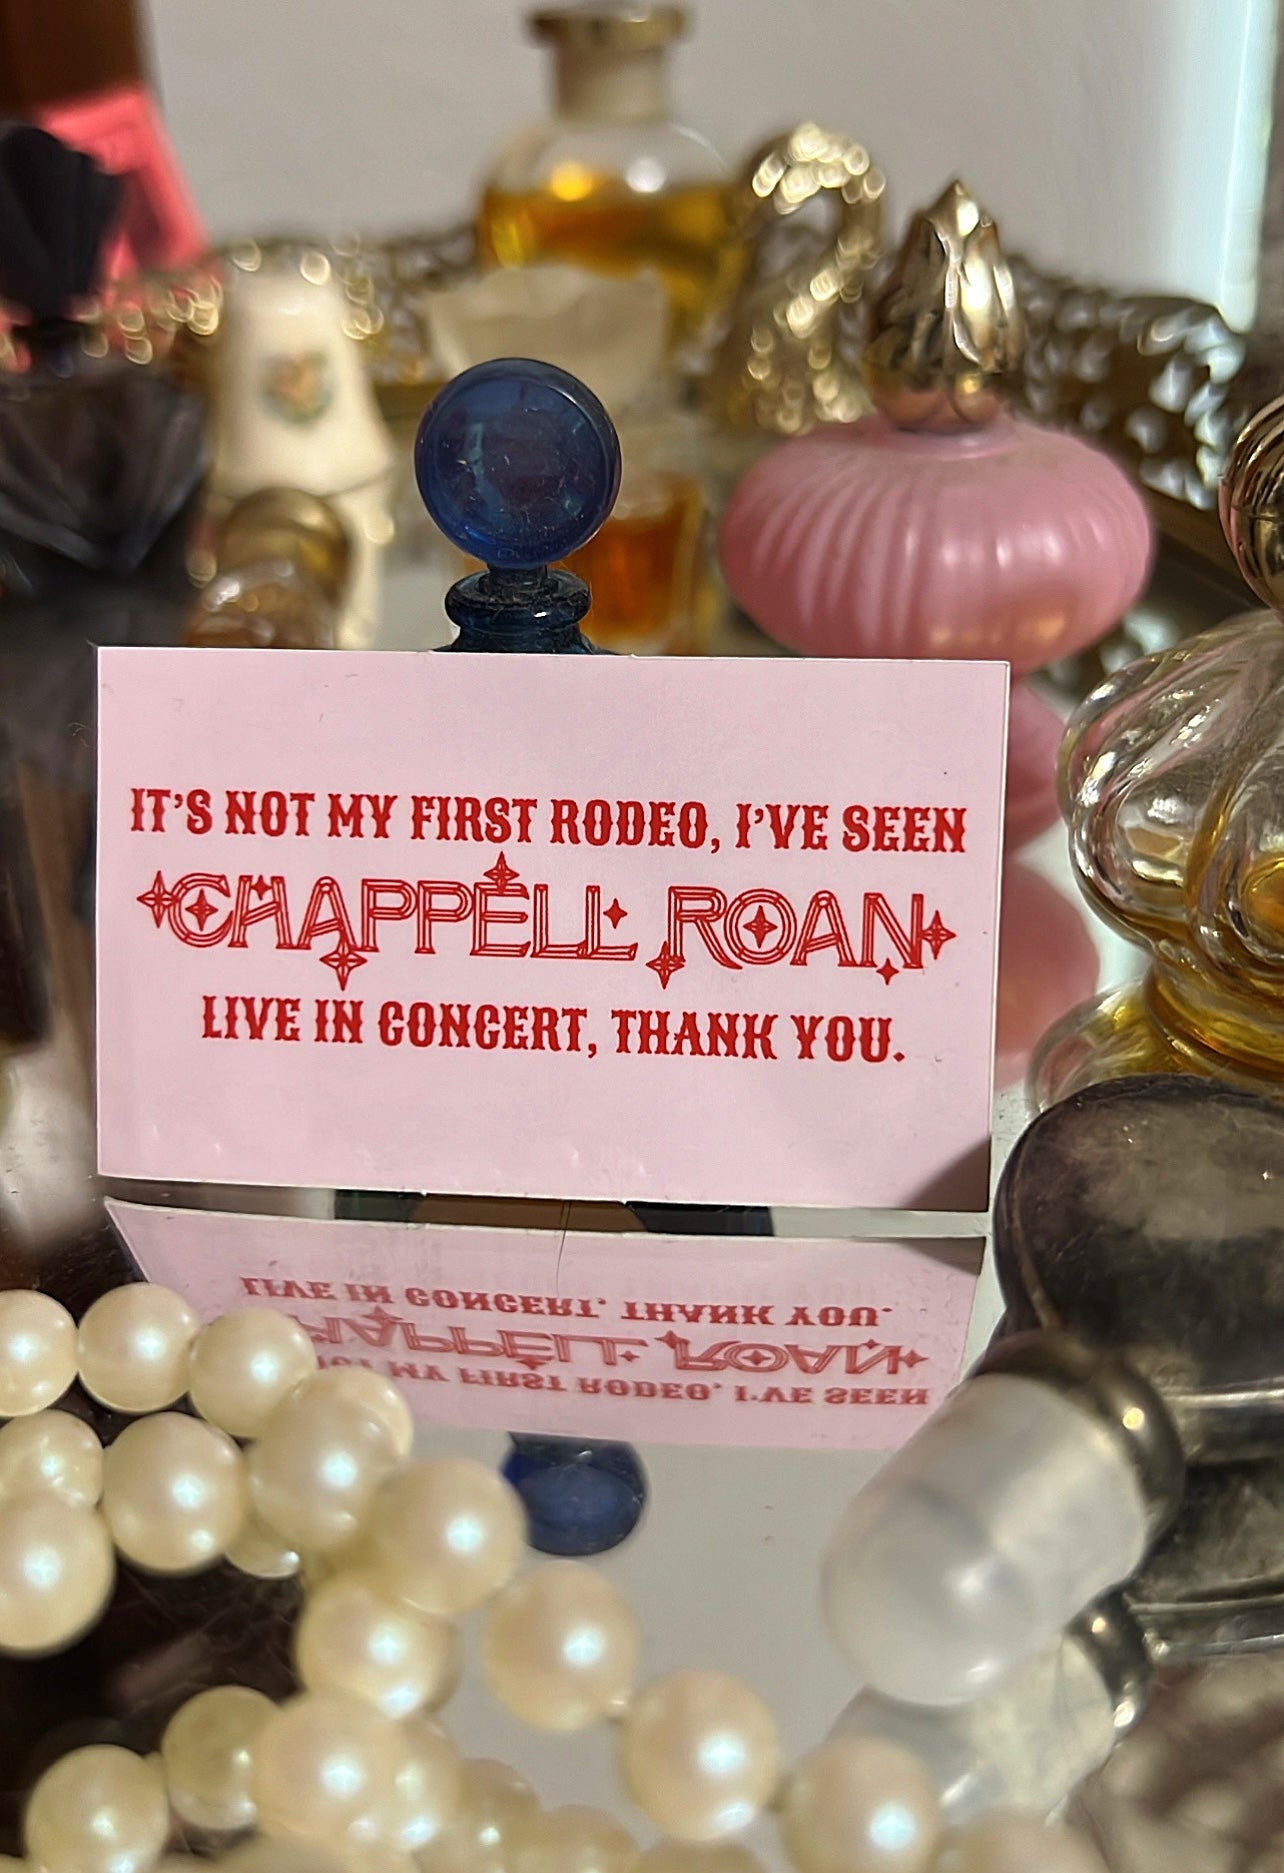 IT'S NOT MY FIRST RODEO, I'VE SEEN
CHAPPELL ROAN
LIVE IN CONCERT, THANK YOU.